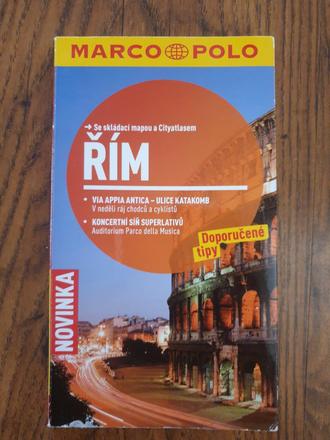 MARCO POLO
➔ Se skládací mapou a Cityatlasem
ŘÍM
• VIA APPIA ANTICA – ULICE KATAKOMB
V neděli ráj chodců a cyklistů
• KONCERTNÍ SÍŇ SUPERLATIVŮ
Auditorium Parco della Musica
Doporučené
tipy
NOVINKA